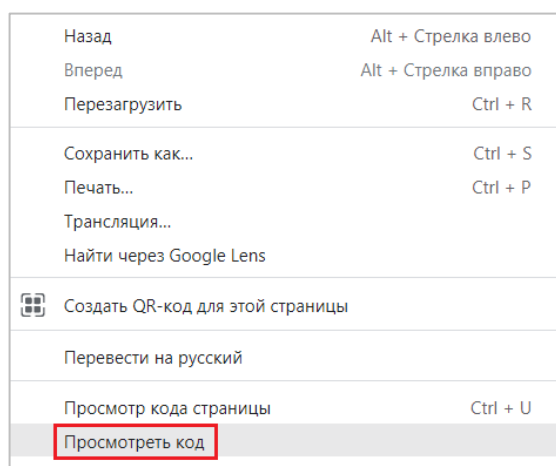 Назад Alt + Стрелка влево
Вперед Alt + Стрелка вправо
Перезагрузить Ctrl + R
Сохранить как... Ctrl + S
Печать... Ctrl + P
Трансляция...
Найти через Google Lens
Создать QR-код для этой страницы
Перевести на русский
Просмотр кода страницы Ctrl + U
Просмотреть код